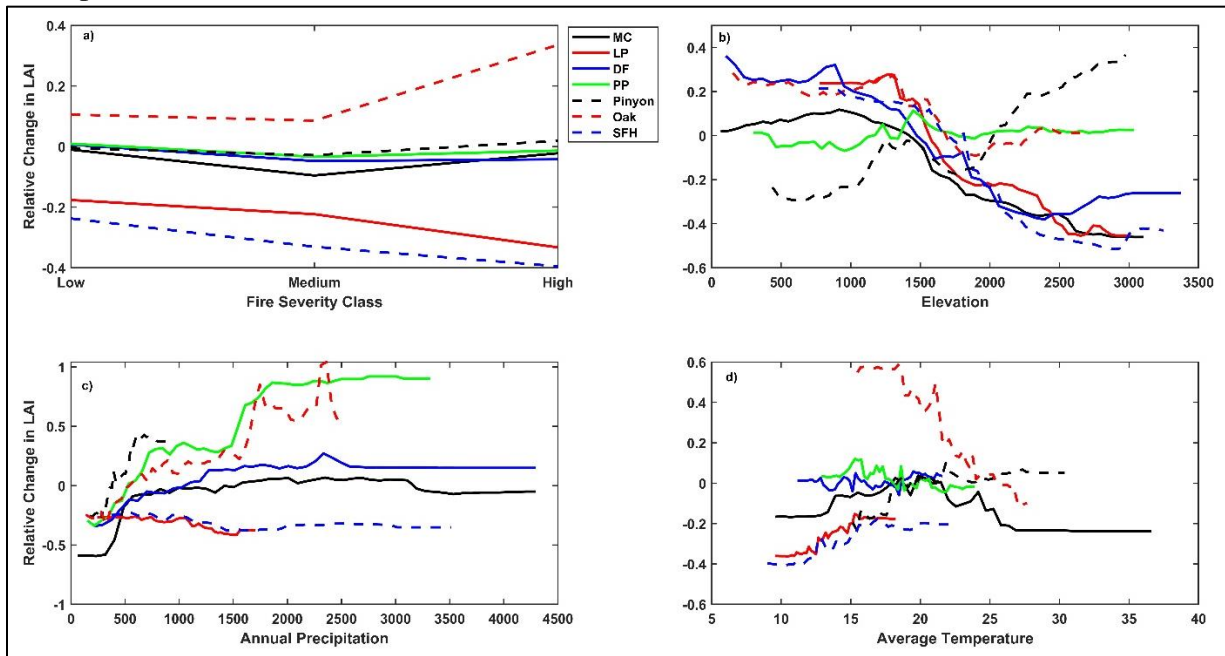 a)
MC
LP
DF
PP
Pinyon
Oak
SFH
Relative Change in LAI
0.4
0.2
0
-0.2
-0.4
Low Medium High
Fire Severity Class
b)
0.6
0.4
0.2
0
-0.2
-0.4
-0.6
0 500 1000 1500 2000 2500 3000 3500
Elevation
c)
Relative Change in LAI
1
0.5
0
-0.5
-1
0 500 1000 1500 2000 2500 3000 3500 4000 4500
Annual Precipitation
d)
0.6
0.4
0.2
0
-0.2
-0.4
-0.6
5 10 15 20 25 30 35 40
Average Temperature